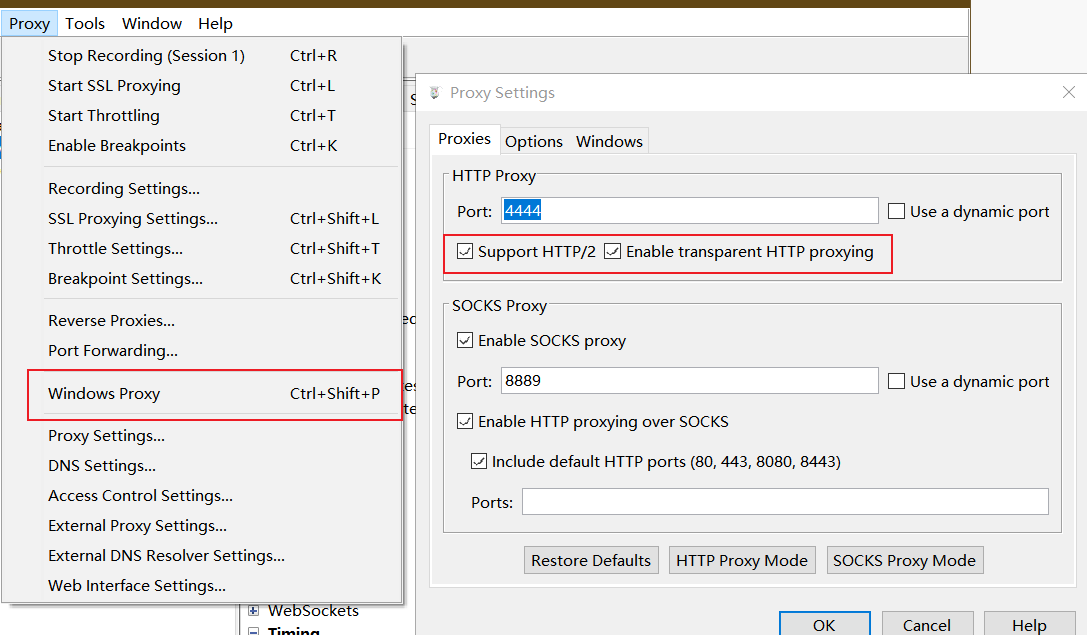 Proxy Tools Window Help
Stop Recording (Session 1) Ctrl+R
Start SSL Proxying Ctrl+L
Start Throttling Ctrl+T
Enable Breakpoints Ctrl+K
Recording Settings...
SSL Proxying Settings... Ctrl+Shift+L
Throttle Settings... Ctrl+Shift+T
Breakpoint Settings... Ctrl+Shift+K
Reverse Proxies...
Port Forwarding...
Windows Proxy Ctrl+Shift+P
Proxy Settings...
DNS Settings...
Access Control Settings...
External Proxy Settings...
External DNS Resolver Settings...
Web Interface Settings...
WebSockets
Timing
Proxy Settings
Proxies Options Windows
HTTP Proxy
Port: 4444 Use a dynamic port
Support HTTP/2 Enable transparent HTTP proxying
SOCKS Proxy
Enable SOCKS proxy
Port: 8889 Use a dynamic port
Enable HTTP proxying over SOCKS
Include default HTTP ports (80, 443, 8080, 8443)
Ports:
Restore Defaults HTTP Proxy Mode SOCKS Proxy Mode
OK Cancel Help